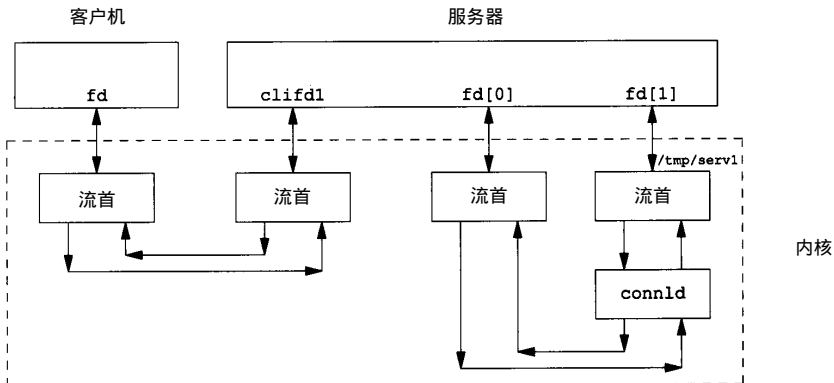 客户机 服务器
fd clifd1 fd[0] fd[1]
/tmp/serv1
流首 流首 流首 流首
内核
connld